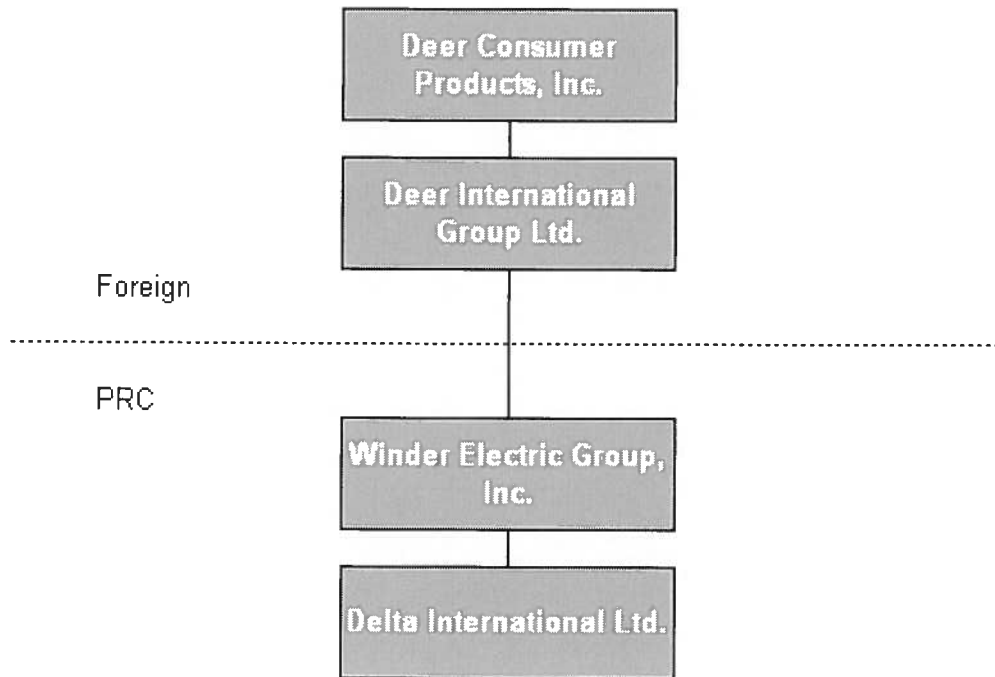 Deer Consumer
Products, Inc.
Deer International
Group Ltd.
Foreign
PRC
Winder Electric Group,
Inc.
Delta International Ltd.